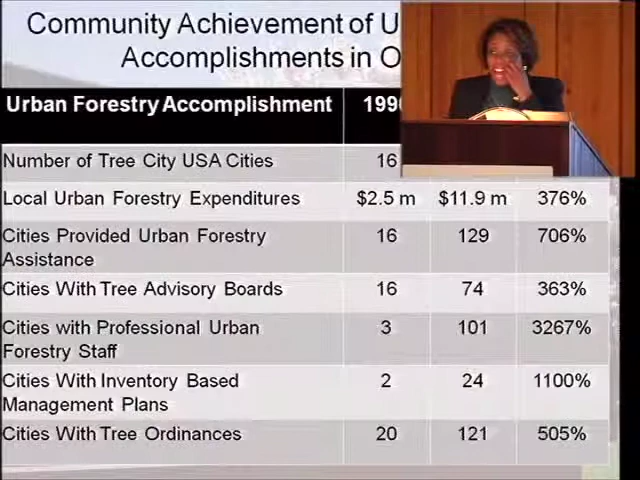 Community Achievement of U
Accomplishments in O
Urban Forestry Accomplishment 1990
Number of Tree City USA Cities 16
Local Urban Forestry Expenditures $2.5 m $11.9 m 376%
Cities Provided Urban Forestry
Assistance 16 129 706%
Cities With Tree Advisory Boards 16 74 363%
Cities with Professional Urban
Forestry Staff 3 101 3267%
Cities With Inventory Based
Management Plans 2 24 1100%
Cities With Tree Ordinances 20 121 505%